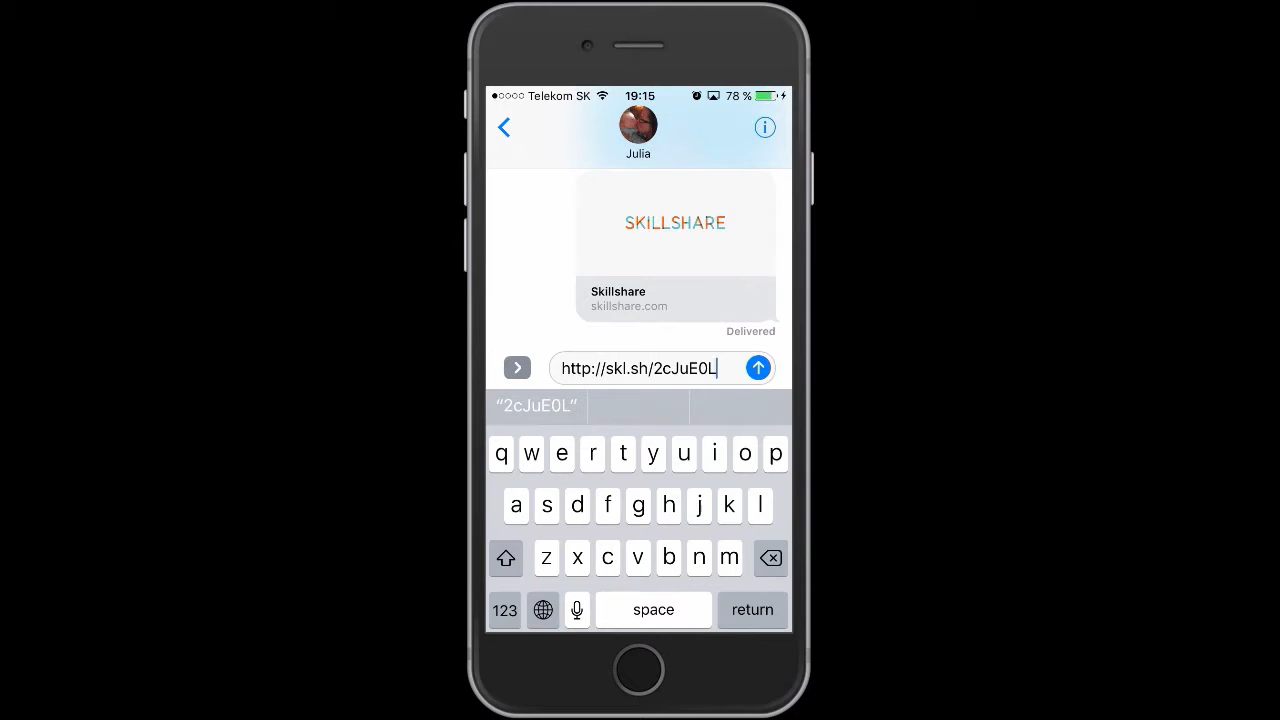 Telekom SK 19:15 78 %
Julia
SKILLSHARE
Skillshare
skillshare.com
Delivered
http://skl.sh/2cJuE0L
“2cJuE0L”
q w e r t y u i o p
a s d f g h j k l
z x c v b n m
123 space return